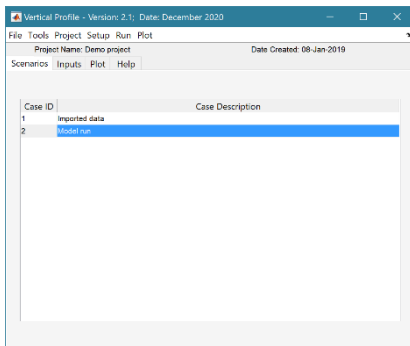 Vertical Profile - Version: 2.1; Date: December 2020
File Tools Project Setup Run Plot
Project Name: Demo project Date Created: 08-Jan-2019
Scenarios Inputs Plot Help
Case ID Case Description
1 Imported data
2 Model run